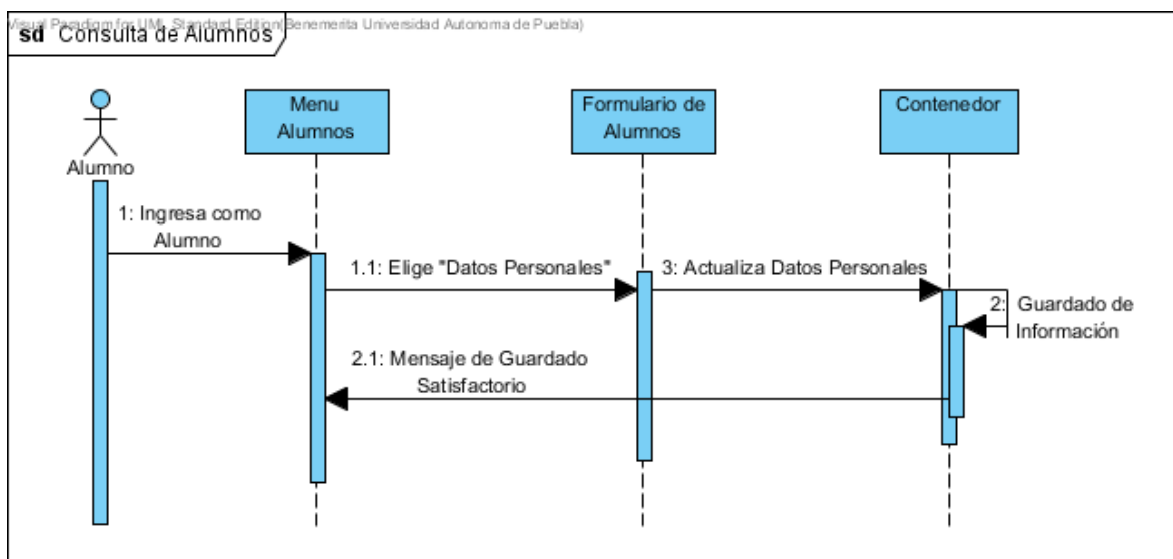 Visual Paradigm for UML Standard Edition(Benemerita Universidad Autonoma de Puebla)
sd Consulta de Alumnos
Menu
Alumnos
Formulario de
Alumnos
Contenedor
Alumno
1: Ingresa como
Alumno
1.1: Elige "Datos Personales"
3: Actualiza Datos Personales
2: Guardado de
Información
2.1: Mensaje de Guardado
Satisfactorio